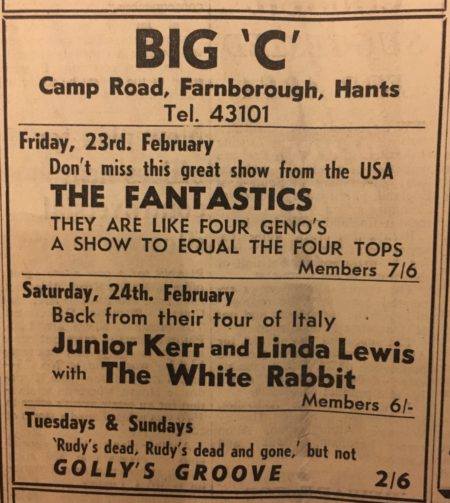 BIG 'C'
Camp Road, Farnborough, Hants
Tel. 43101
Friday, 23rd. February
Don't miss this great show from the USA
THE FANTASTICS
THEY ARE LIKE FOUR GENO'S
A SHOW TO EQUAL THE FOUR TOPS
Members 7/6
Saturday, 24th. February
Back from their tour of Italy
Junior Kerr and Linda Lewis
with The White Rabbit
Members 6/-
Tuesdays & Sundays
'Rudy's dead, Rudy's dead and gone,' but not
GOLLY'S GROOVE 2/6